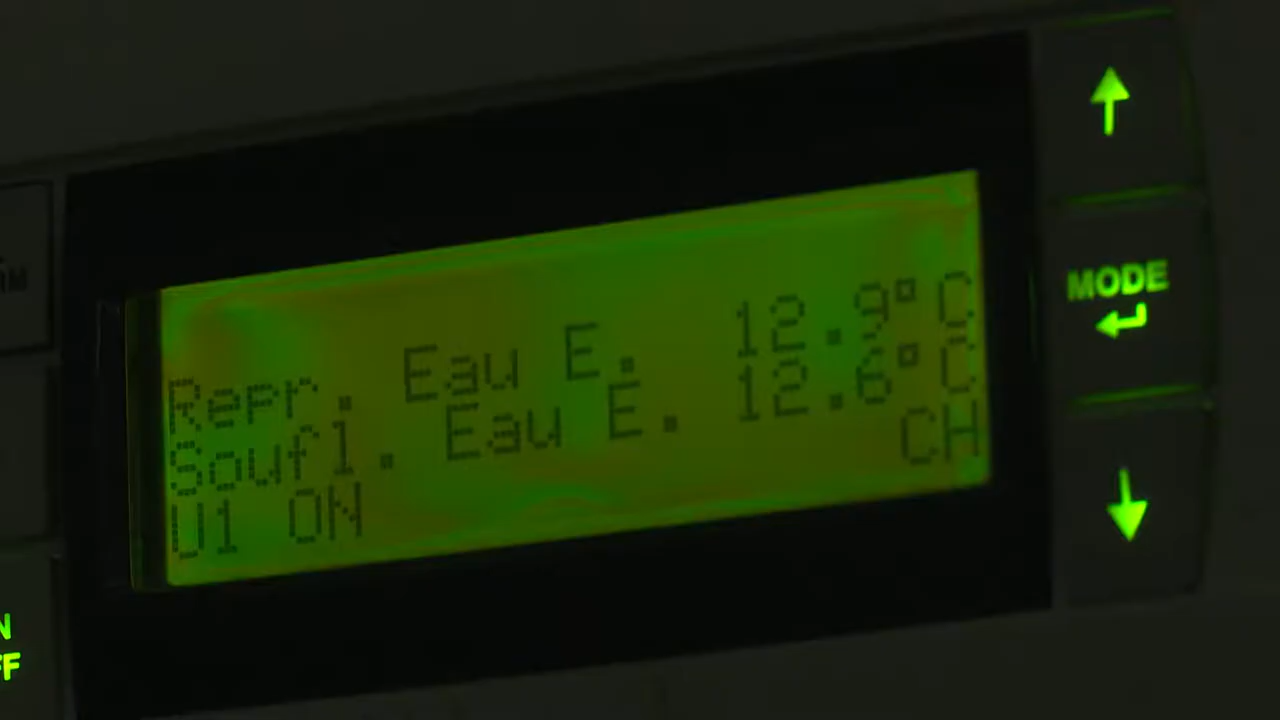 Repr. Eau E. 12.9°C
Soufl. Eau E. 12.6°C
U1 ON CH
MODE